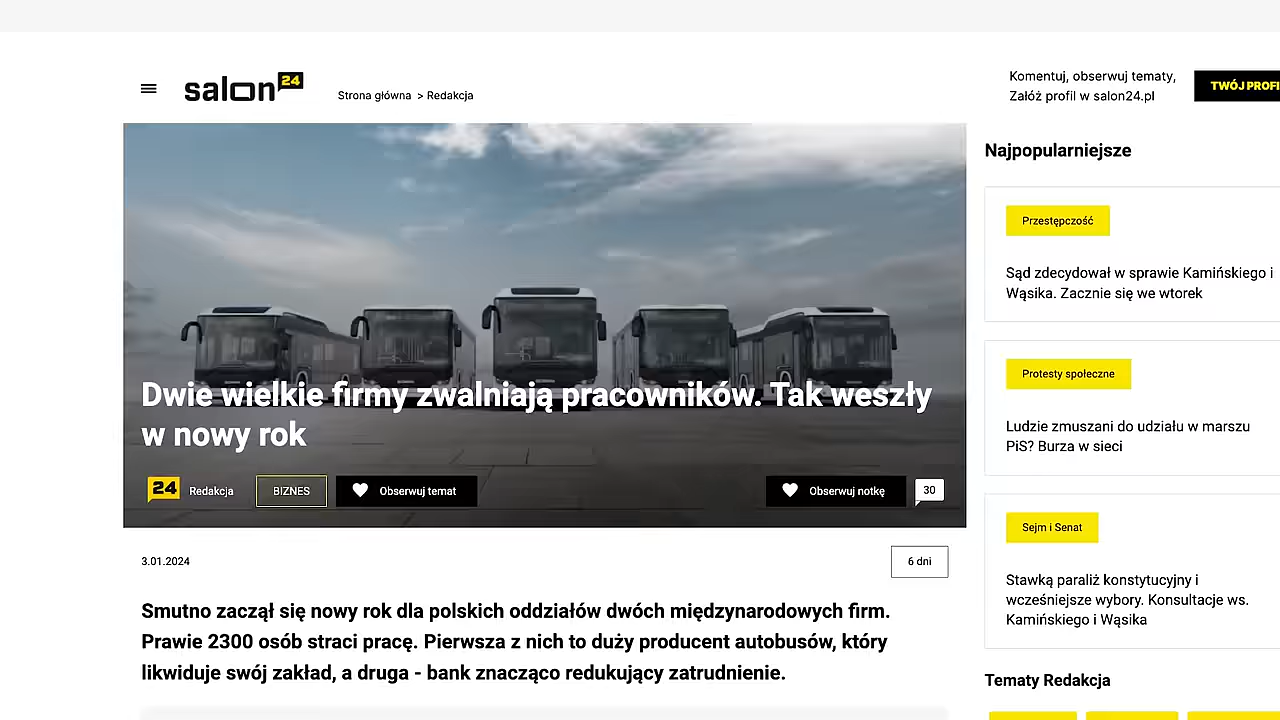 salon24
Strona główna > Redakcja
Komentuj, obserwuj tematy,
Załóż profil w salon24.pl
TWÓJ PROFI
Dwie wielkie firmy zwalniają pracowników. Tak weszły
w nowy rok
24 Redakcja
BIZNES
Obserwuj temat
Obserwuj notkę
30
3.01.2024
6 dni
Smutno zaczął się nowy rok dla polskich oddziałów dwóch międzynarodowych firm.
Prawie 2300 osób straci pracę. Pierwsza z nich to duży producent autobusów, który
likwiduje swój zakład, a druga - bank znacząco redukujący zatrudnienie.
Najpopularniejsze
Przestępczość
Sąd zdecydował w sprawie Kamińskiego i
Wąsika. Zacznie się we wtorek
Protesty społeczne
Ludzie zmuszani do udziału w marszu
PiS? Burza w sieci
Sejm i Senat
Stawką paraliż konstytucyjny i
wcześniejsze wybory. Konsultacje ws.
Kamińskiego i Wąsika
Tematy Redakcja